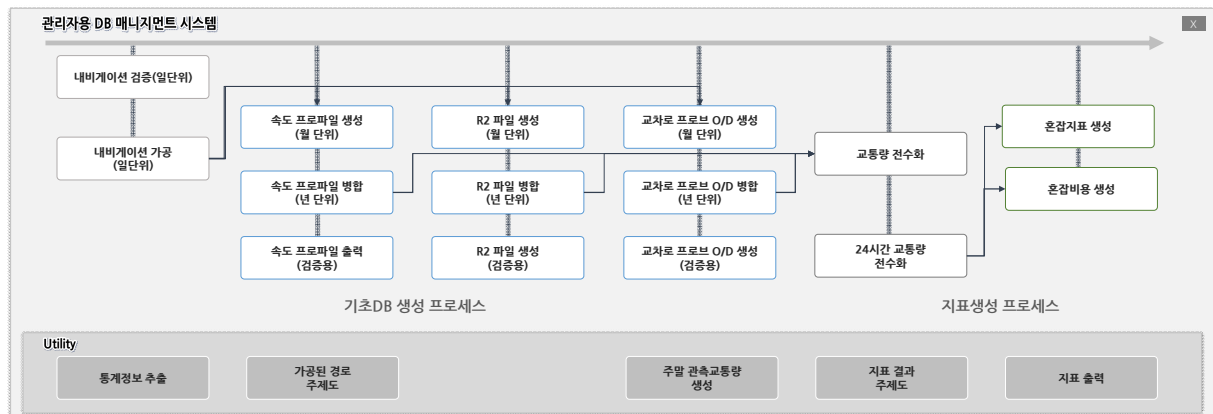 관리자용 DB 매니지먼트 시스템
X
내비게이션 검증(일단위)
내비게이션 가공
(일단위)
속도 프로파일 생성
(월 단위)
R2 파일 생성
(월 단위)
교차로 프로브 O/D 생성
(월 단위)
속도 프로파일 병합
(년 단위)
R2 파일 병합
(년 단위)
교차로 프로브 O/D 병합
(년 단위)
속도 프로파일 출력
(검증용)
R2 파일 생성
(검증용)
교차로 프로브 O/D 생성
(검증용)
교통량 전수화
24시간 교통량
전수화
혼잡지표 생성
혼잡비용 생성
기초DB 생성 프로세스
지표생성 프로세스
Utility
통계정보 추출
가공된 경로
주제도
주말 관측교통량
생성
지표 결과
주제도
지표 출력